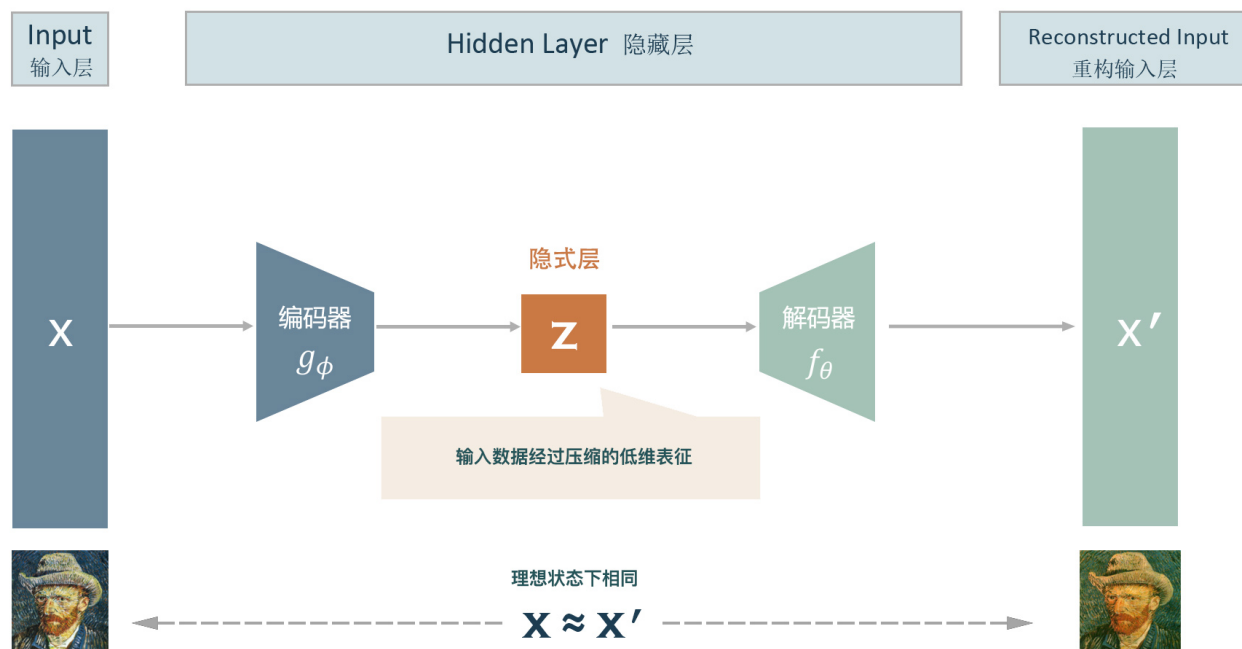 Input
输入层
Hidden Layer 隐藏层
Reconstructed Input
重构输入层
隐式层
x
编码器
g_ϕ
z
解码器
f_θ
x′
输入数据经过压缩的低维表征
理想状态下相同
x ≈ x′